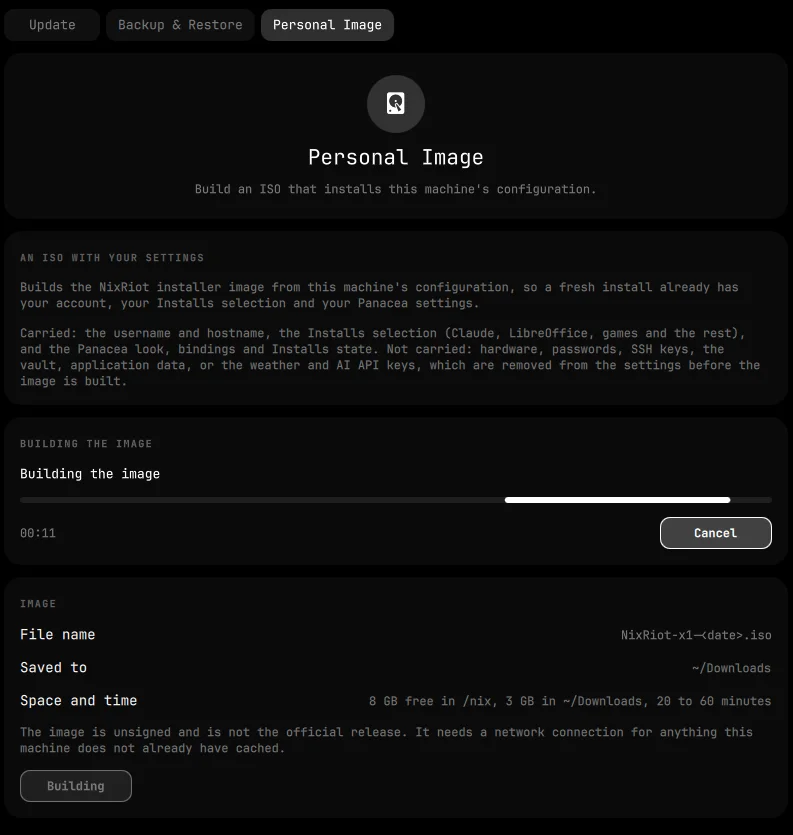 Update
Backup & Restore
Personal Image
Personal Image
Build an ISO that installs this machine's configuration.
AN ISO WITH YOUR SETTINGS
Builds the NixRiot installer image from this machine's configuration, so a fresh install already has
your account, your Installs selection and your Panacea settings.
Carried: the username and hostname, the Installs selection (Claude, LibreOffice, games and the rest),
and the Panacea look, bindings and Installs state. Not carried: hardware, passwords, SSH keys, the
vault, application data, or the weather and AI API keys, which are removed from the settings before the
image is built.
BUILDING THE IMAGE
Building the image
00:11
Cancel
IMAGE
File name
NixRiot-x1-<date>.iso
Saved to
~/Downloads
Space and time
8 GB free in /nix, 3 GB in ~/Downloads, 20 to 60 minutes
The image is unsigned and is not the official release. It needs a network connection for anything this
machine does not already have cached.
Building